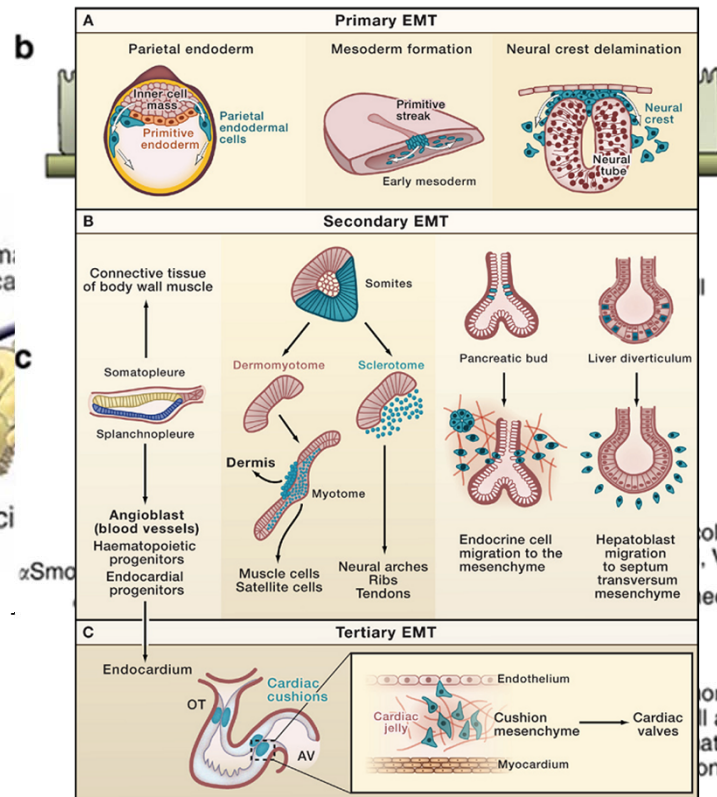 b
A
Primary EMT
Parietal endoderm
Mesoderm formation
Neural crest delamination
Inner cell
mass
Primitive
endoderm
Parietal
endodermal
cells
Primitive
streak
Early mesoderm
Neural
crest
Neural
tube
B
Secondary EMT
Connective tissue
of body wall muscle
Somatopleure
Splanchnopleure
Angioblast
(blood vessels)
Haematopoietic
progenitors
Endocardial
progenitors
Somites
Dermomyotome
Sclerotome
Dermis
Myotome
Muscle cells
Satellite cells
Neural arches
Ribs
Tendons
Pancreatic bud
Liver diverticulum
Endocrine cell
migration to the
mesenchyme
Hepatoblast
migration
to septum
transversum
mesenchyme
c
αSmo
C
Tertiary EMT
Endocardium
OT
Cardiac
cushions
AV
Endothelium
Cardiac
jelly
Cushion
mesenchyme
Cardiac
valves
Myocardium